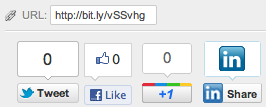 URL: http://bit.ly/vSSvhg
0 0 0 in
Tweet Like +1 in Share